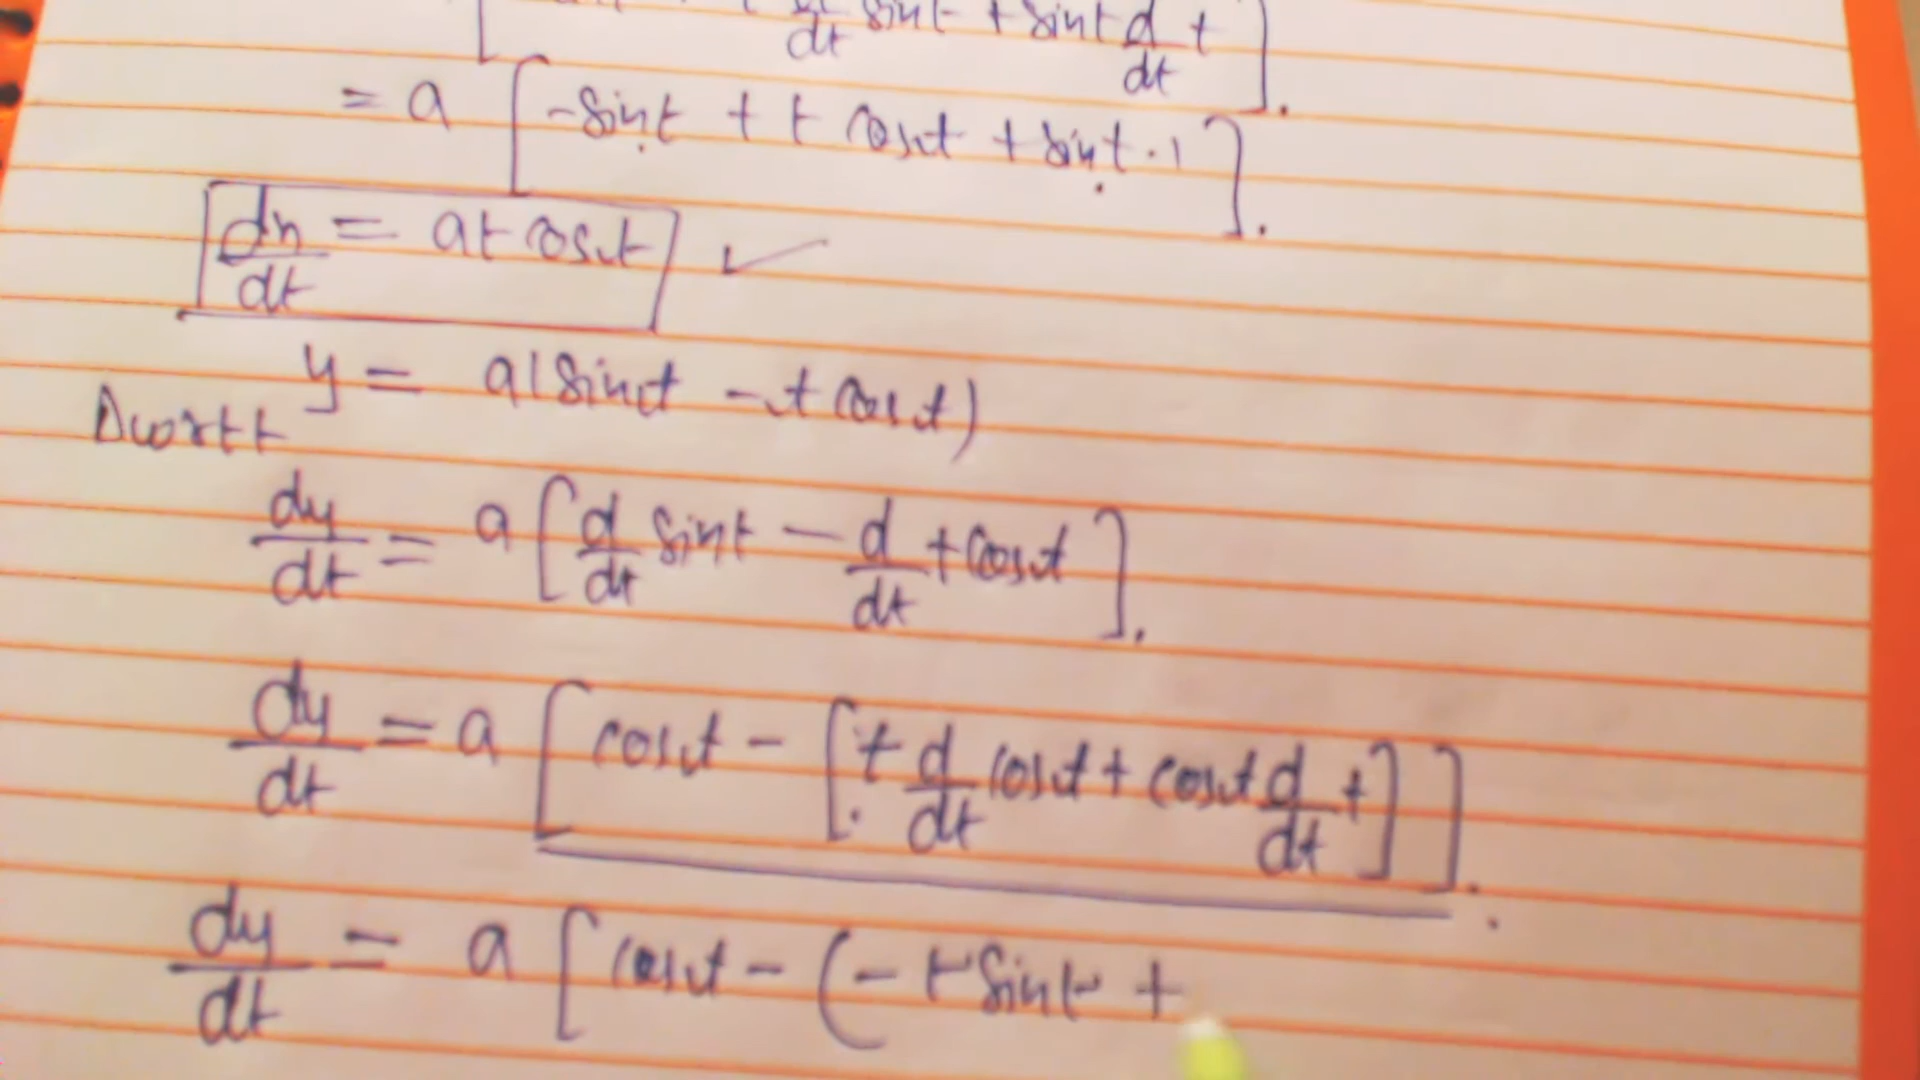 d/dt sint + sint d/dt t].
= a [-sint + t cost + sint.1].
dx/dt = at cost ✓
y = a(sint - t cost)
Dwrtt
dy/dt = a [d/dt sint - d/dt t cost].
dy/dt = a [cost - [t d/dt cost + cost d/dt t]].
dy/dt = a [cost - (-t sint +